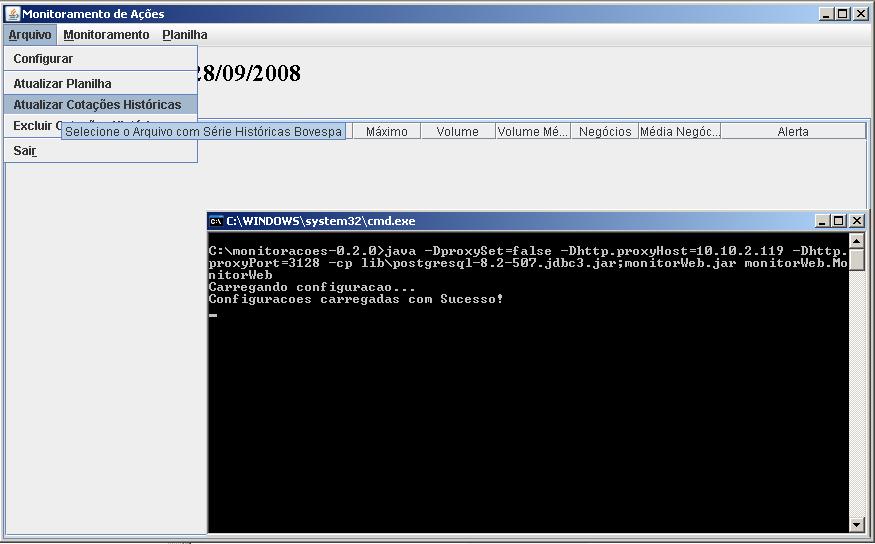 Monitoramento de Ações
Arquivo Monitoramento Planilha
Configurar
8/09/2008
Atualizar Planilha
Atualizar Cotações Históricas
Excluir
Selecione o Arquivo com Série Históricas Bovespa
Máximo Volume Volume Mé... Negócios Média Negóc... Alerta
Sair
C:\WINDOWS\system32\cmd.exe
C:\monitoracoes-0.2.0>java -DproxySet=false -Dhttp.proxyHost=10.10.2.119 -Dhttp.
proxyPort=3128 -cp lib\postgresql-8.2-507.jdbc3.jar;monitorWeb.jar monitorWeb.Mo
nitorWeb
Carregando configuracao...
Configuracoes carregadas com Sucesso!